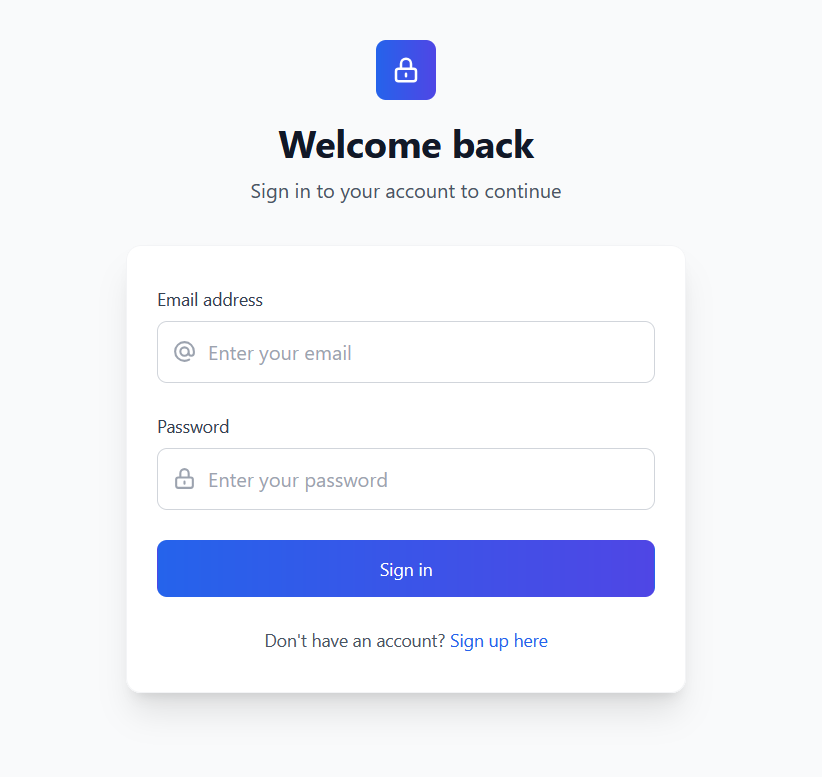 Welcome back
Sign in to your account to continue
Email address
Enter your email
Password
Enter your password
Sign in
Don't have an account? Sign up here